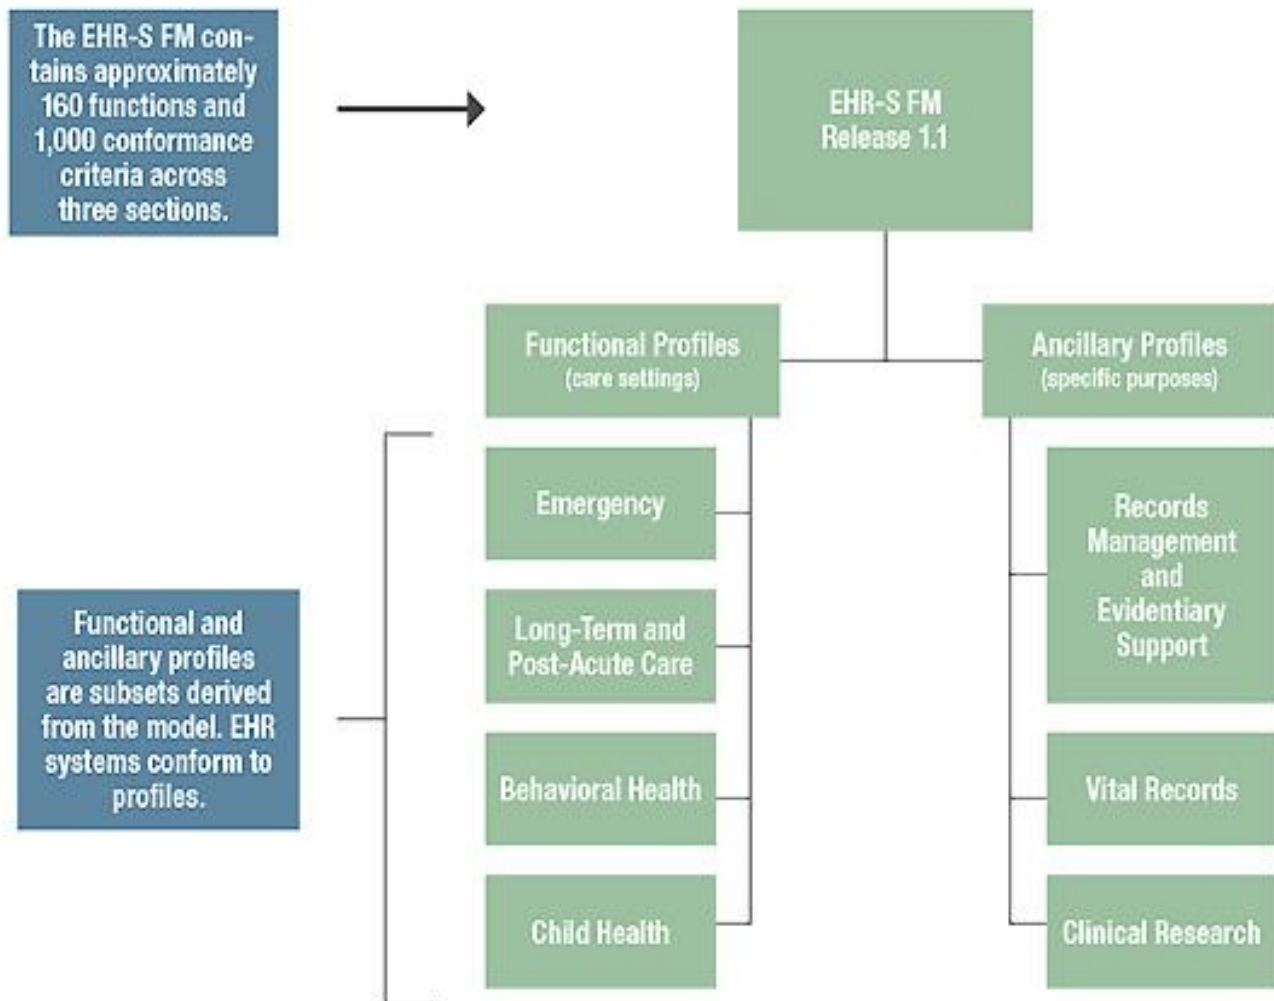 The EHR-S FM con-
tains approximately
160 functions and
1,000 conformance
criteria across
three sections.
EHR-S FM
Release 1.1
Functional Profiles
(care settings)
Ancillary Profiles
(specific purposes)
Emergency
Long-Term and
Post-Acute Care
Behavioral Health
Child Health
Records
Management
and
Evidentiary
Support
Vital Records
Clinical Research
Functional and
ancillary profiles
are subsets derived
from the model. EHR
systems conform to
profiles.